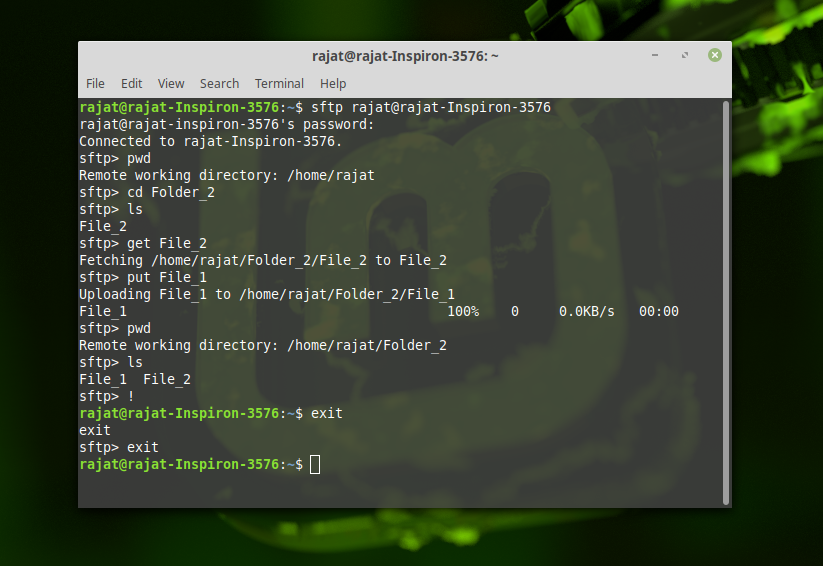 rajat@rajat-Inspiron-3576: ~
File Edit View Search Terminal Help
rajat@rajat-Inspiron-3576:~$ sftp rajat@rajat-Inspiron-3576
rajat@rajat-inspiron-3576's password:
Connected to rajat-Inspiron-3576.
sftp> pwd
Remote working directory: /home/rajat
sftp> cd Folder_2
sftp> ls
File_2
sftp> get File_2
Fetching /home/rajat/Folder_2/File_2 to File_2
sftp> put File_1
Uploading File_1 to /home/rajat/Folder_2/File_1
File_1 100% 0 0.0KB/s 00:00
sftp> pwd
Remote working directory: /home/rajat/Folder_2
sftp> ls
File_1 File_2
sftp> !
rajat@rajat-Inspiron-3576:~$ exit
exit
sftp> exit
rajat@rajat-Inspiron-3576:~$